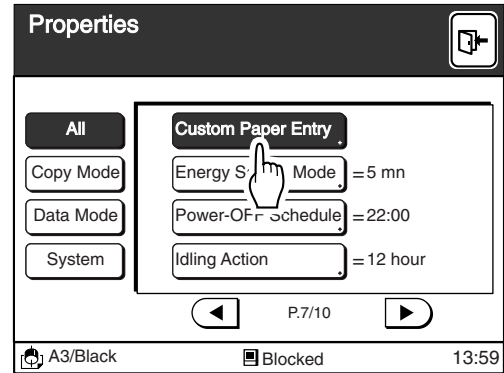 Properties
All
Custom Paper Entry
Copy Mode
Energy S Mode =5 mn
Data Mode
Power-OFF Schedule =22:00
System
Idling Action =12 hour
P.7/10
A3/Black Blocked 13:59